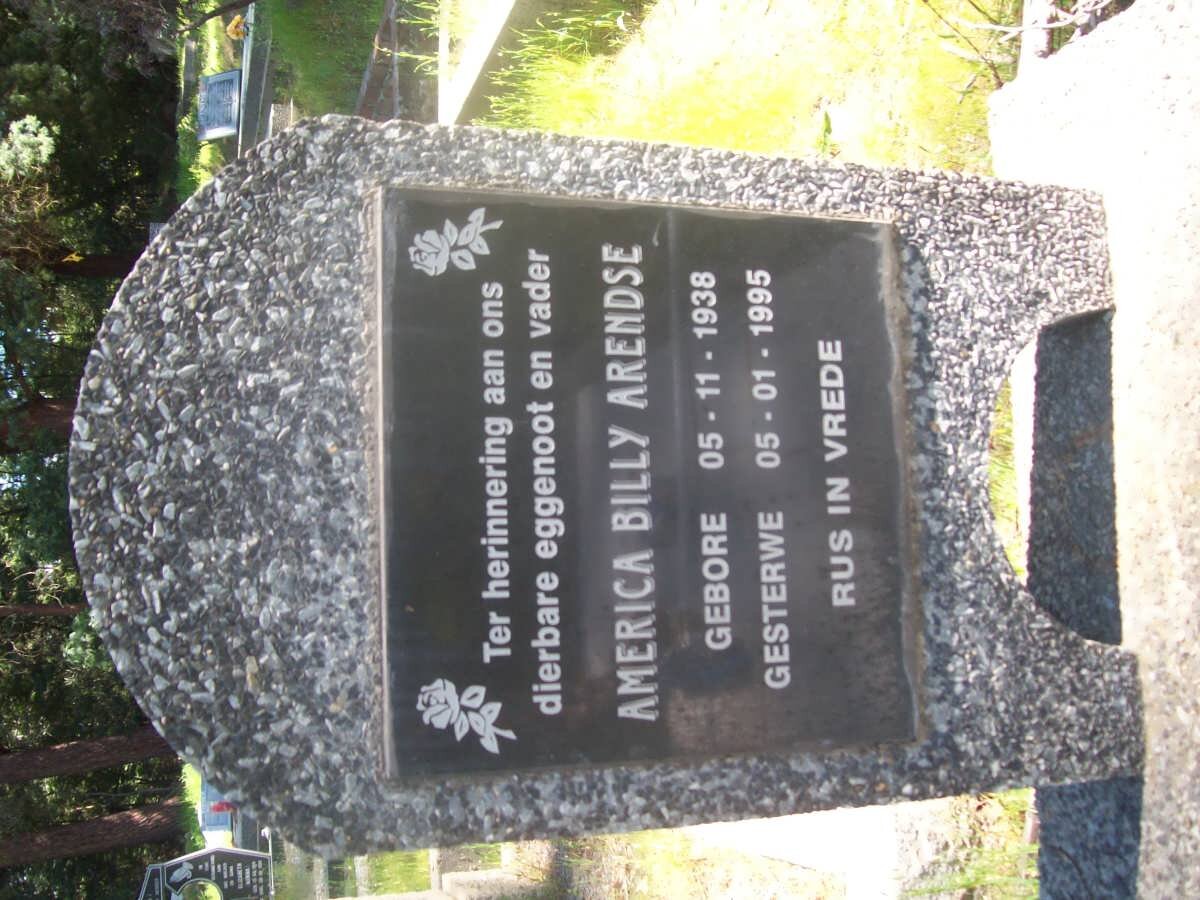 Ter herinnering aan ons
dierbare eggenoot en vader
AMERICA BILLY ARENDSE
GEBORE 05 - 11 - 1938
GESTERWE 05 - 01 - 1995
RUS IN VREDE